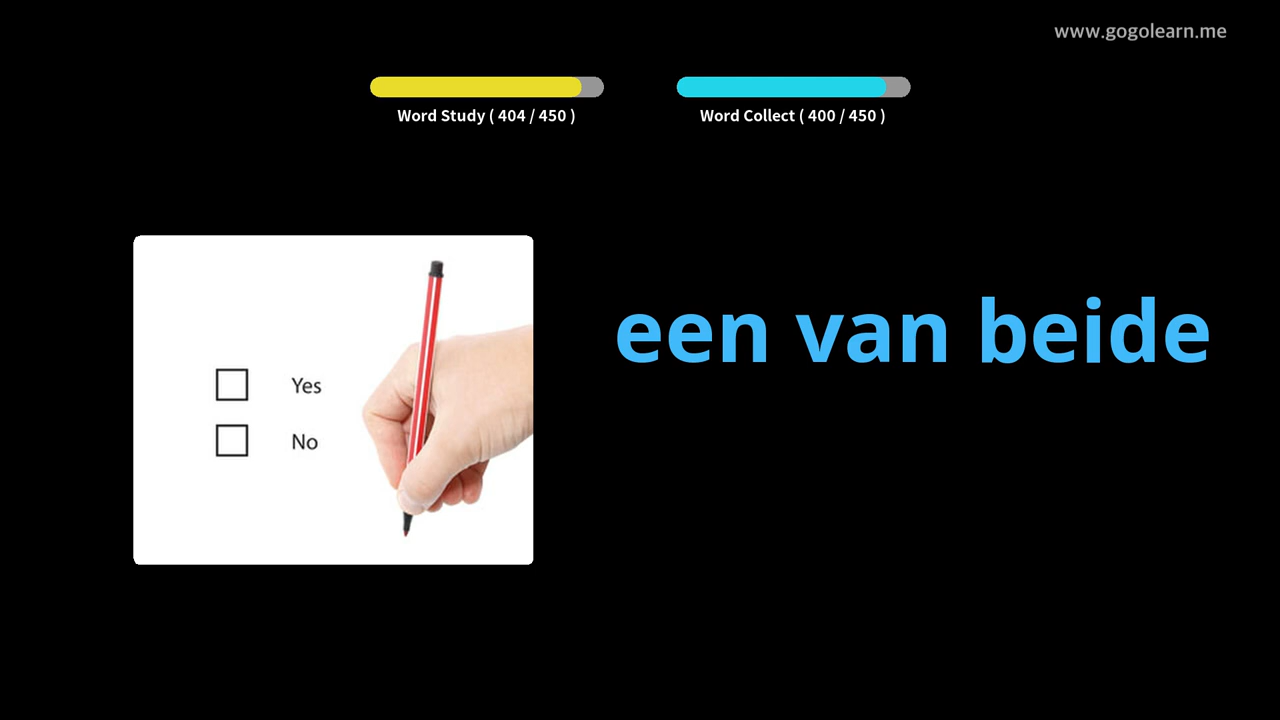 www.gogolearn.me
Word Study ( 404 / 450 )
Word Collect ( 400 / 450 )
een van beide
Yes
No